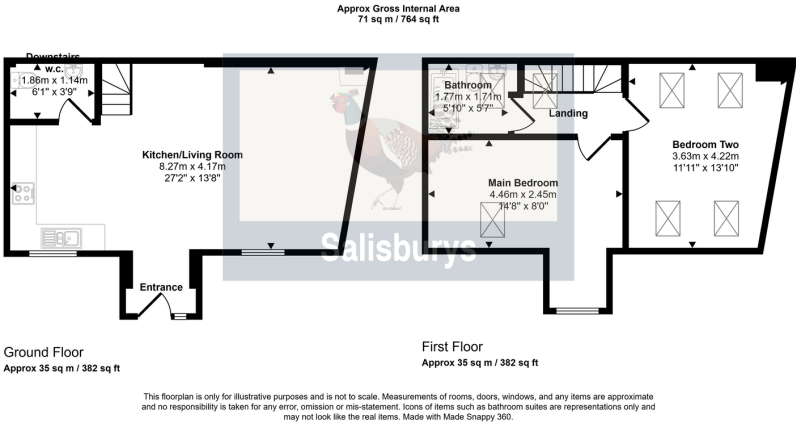 Approx Gross Internal Area
71 sq m / 764 sq ft
Downstairs
w.c.
1.86m x 1.14m
6'1" x 3'9"
Kitchen/Living Room
8.27m x 4.17m
27'2" x 13'8"
Entrance
Bathroom
1.77m x 1.71m
5'10" x 5'7"
Landing
Bedroom Two
3.63m x 4.22m
11'11" x 13'10"
Main Bedroom
4.46m x 2.45m
14'8" x 8'0"
Salisburys
Ground Floor
Approx 35 sq m / 382 sq ft
First Floor
Approx 35 sq m / 382 sq ft
This floorplan is only for illustrative purposes and is not to scale. Measurements of rooms, doors, windows, and any items are approximate
and no responsibility is taken for any error, omission or mis-statement. Icons of items such as bathroom suites are representations only and
may not look like the real items. Made with Made Snappy 360.